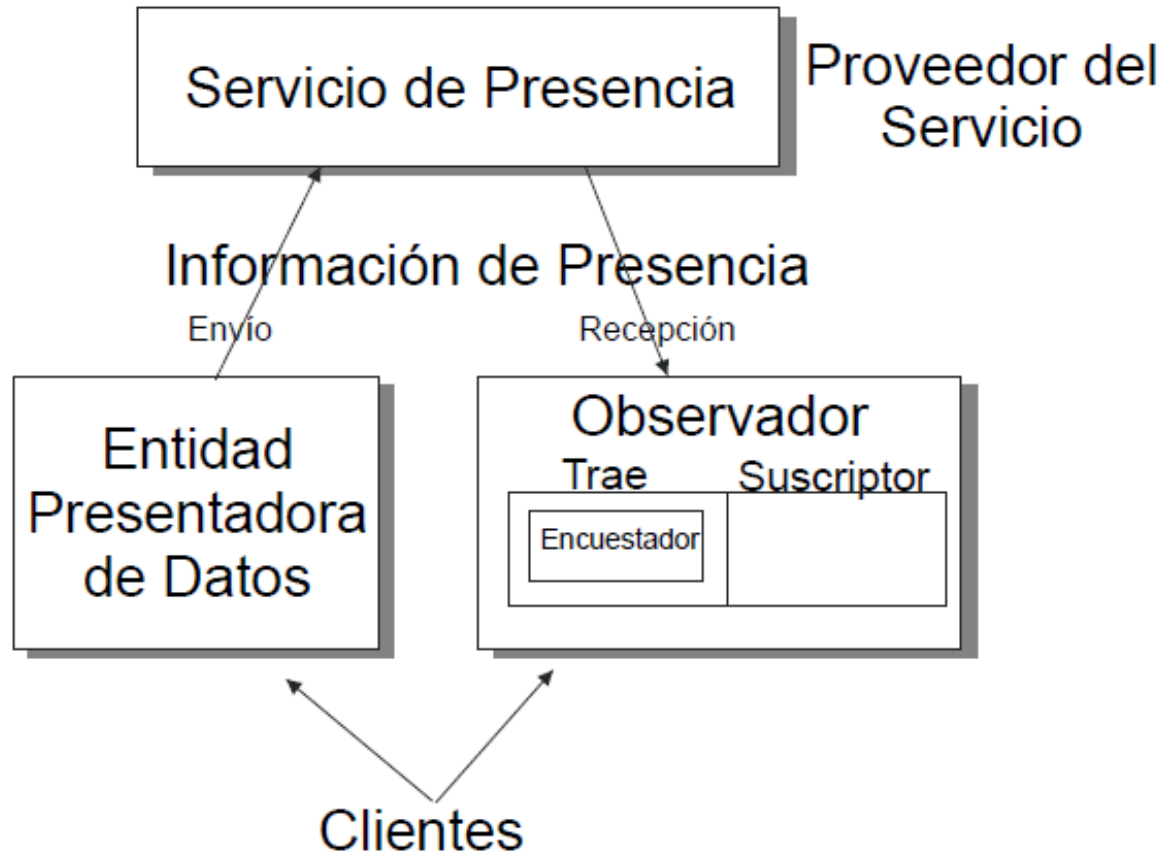 Servicio de Presencia
Proveedor del
Servicio
Información de Presencia
Envío
Recepción
Entidad
Presentadora
de Datos
Observador
Trae
Suscriptor
Encuestador
Clientes